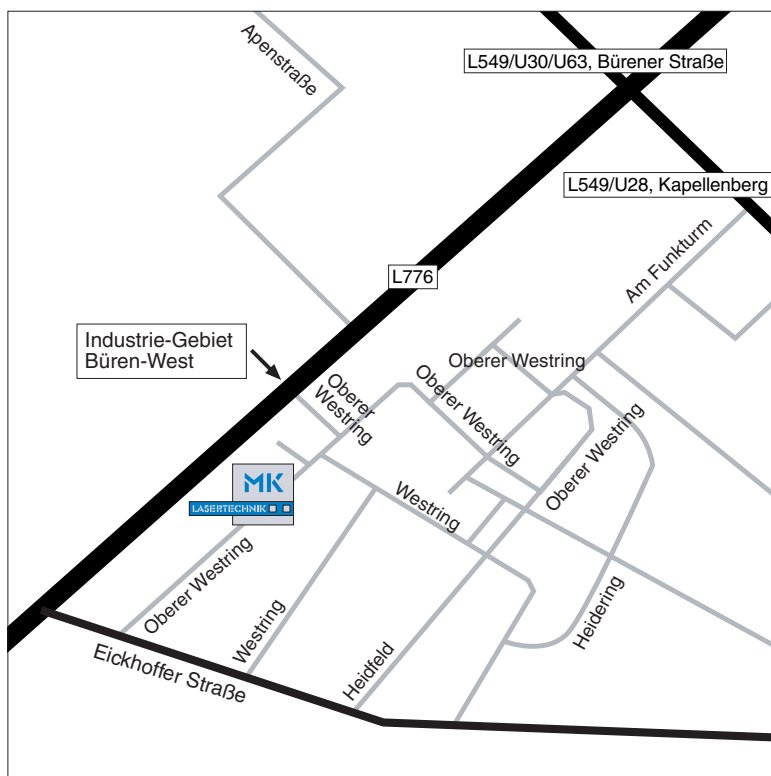 Apenstraße
L549/U30/U63, Bürener Straße
L549/U28, Kapellenberg
Am Funkturm
L776
Industrie-Gebiet
Büren-West
Oberer Westring
Oberer
Westring
Oberer Westring
Oberer Westring
MK
LASERTECHNIK
Westring
Oberer Westring
Westring
Heidfeld
Heidering
Eickhoffer Straße